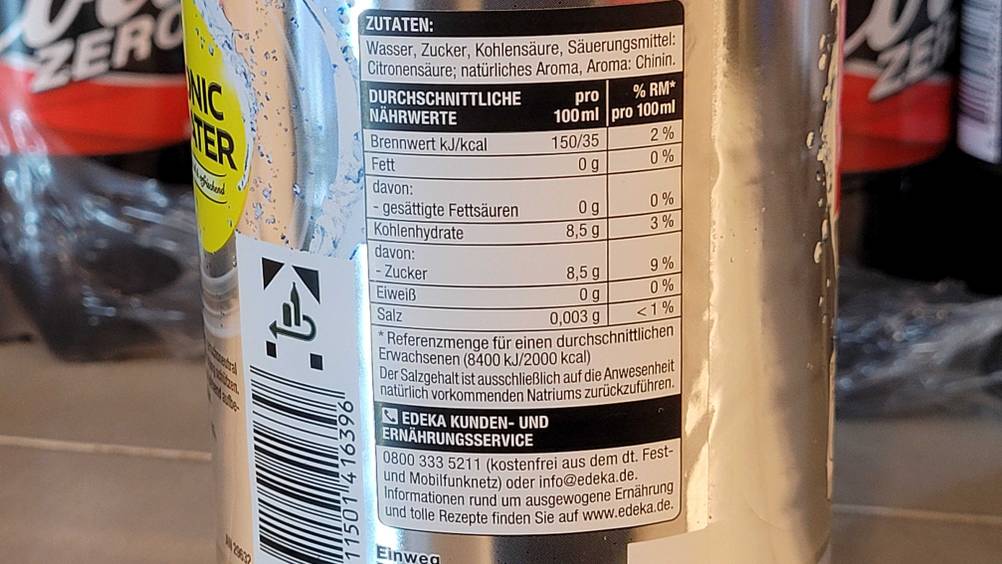 ZERO
ZER
NIC
TER
ZUTATEN:
Wasser, Zucker, Kohlensäure, Säuerungsmittel:
Citronensäure; natürliches Aroma, Aroma: Chinin.
DURCHSCHNITTLICHE NÄHRWERTE pro 100 ml % RM* pro 100 ml
Brennwert kJ/kcal 150/35 2 %
Fett 0 g 0 %
davon:
- gesättigte Fettsäuren 0 g 0 %
Kohlenhydrate 8,5 g 3 %
davon:
- Zucker 8,5 g 9 %
Eiweiß 0 g 0 %
Salz 0,003 g < 1 %
* Referenzmenge für einen durchschnittlichen
Erwachsenen (8400 kJ/2000 kcal)
Der Salzgehalt ist ausschließlich auf die Anwesenheit
natürlich vorkommenden Natriums zurückzuführen.
EDEKA KUNDEN- UND
ERNÄHRUNGSSERVICE
0800 333 5211 (kostenfrei aus dem dt. Fest-
und Mobilfunknetz) oder info@edeka.de.
Informationen rund um ausgewogene Ernährung
und tolle Rezepte finden Sie auf www.edeka.de.
Einweg
11501 416396